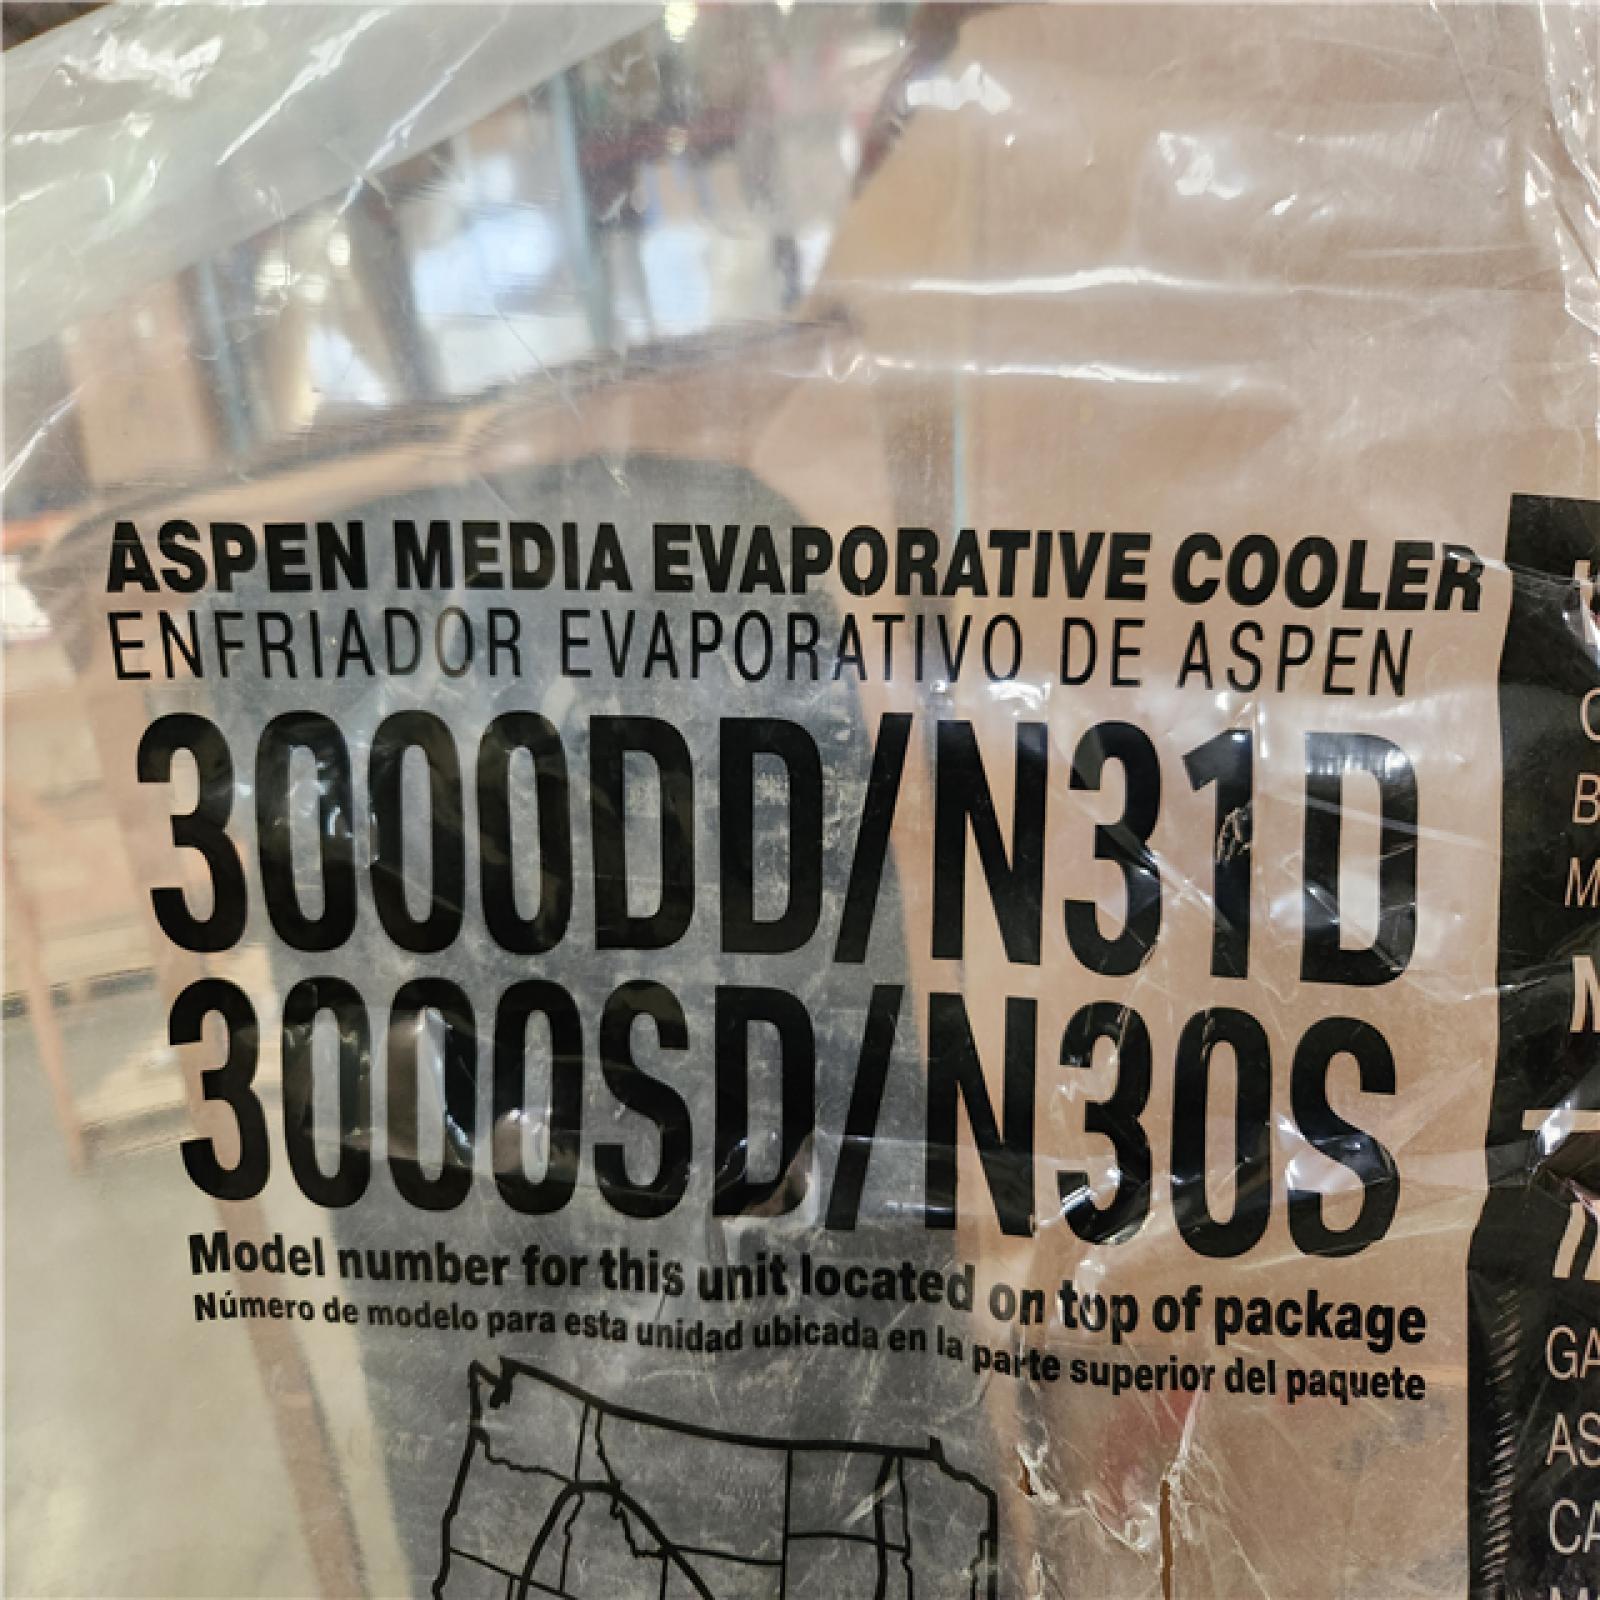 ASPEN MEDIA EVAPORATIVE COOLER
ENFRIADOR EVAPORATIVO DE ASPEN
3000DD/N31D
3000SD/N30S
Model number for this unit located on top of package
Número de modelo para esta unidad ubicada en la parte superior del paquete